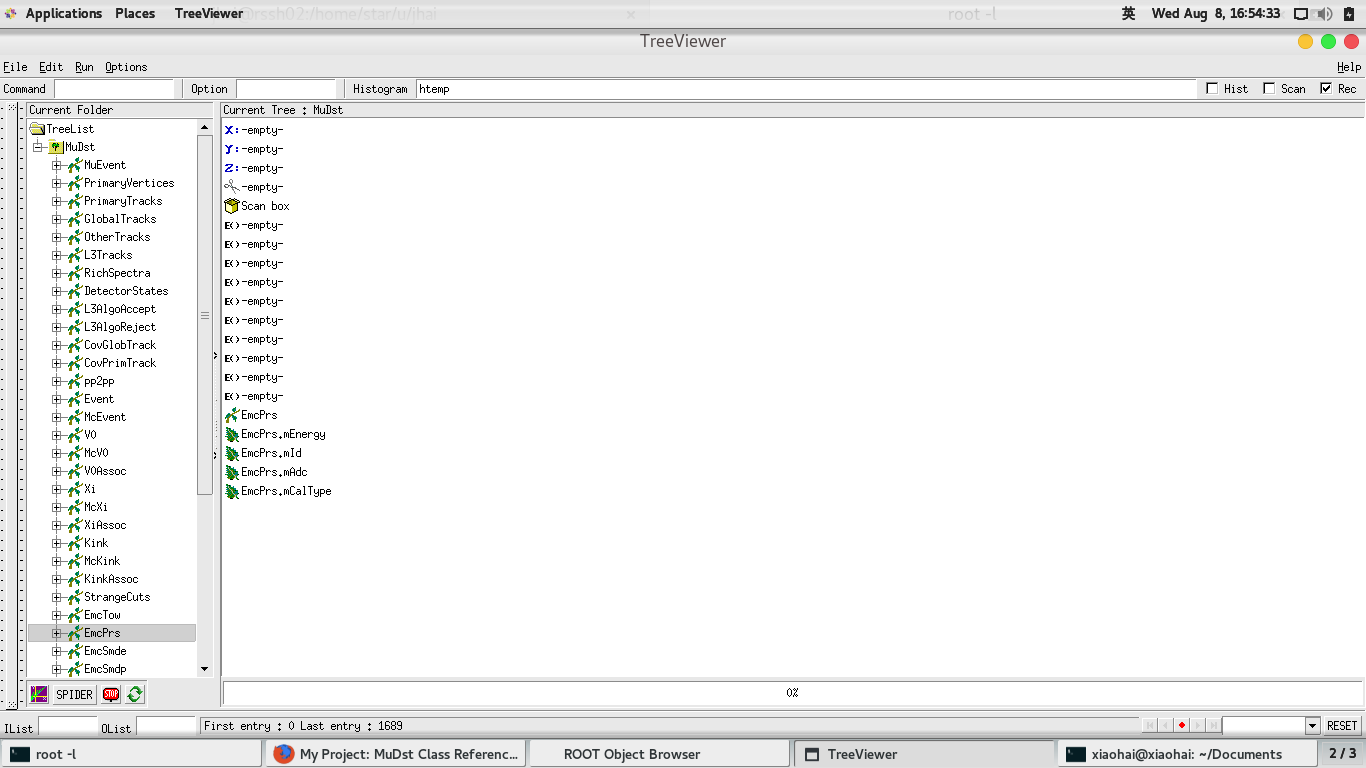 Applications Places TreeViewer @rssh02:/home/star/u/jhai root -l 英 Wed Aug 8, 16:54:33
TreeViewer
File Edit Run Options Help
Command Option Histogram htemp Hist Scan Rec
Current Folder
TreeList
MuDst
MuEvent
PrimaryVertices
PrimaryTracks
GlobalTracks
OtherTracks
L3Tracks
RichSpectra
DetectorStates
L3AlgoAccept
L3AlgoReject
CovGlobTrack
CovPrimTrack
pp2pp
Event
McEvent
V0
McV0
V0Assoc
Xi
McXi
XiAssoc
Kink
McKink
KinkAssoc
StrangeCuts
EmcTow
EmcPrs
EmcSmde
EmcSmdp
Current Tree : MuDst
X: -empty-
Y: -empty-
Z: -empty-
-empty-
Scan box
E() -empty-
E() -empty-
E() -empty-
E() -empty-
E() -empty-
E() -empty-
E() -empty-
E() -empty-
E() -empty-
E() -empty-
EmcPrs
EmcPrs.mEnergy
EmcPrs.mId
EmcPrs.mAdc
EmcPrs.mCalType
SPIDER STOP
0%
IList OList First entry : 0 Last entry : 1689 RESET
root -l My Project: MuDst Class Referenc... ROOT Object Browser TreeViewer xiaohai@xiaohai: ~/Documents 2 / 3